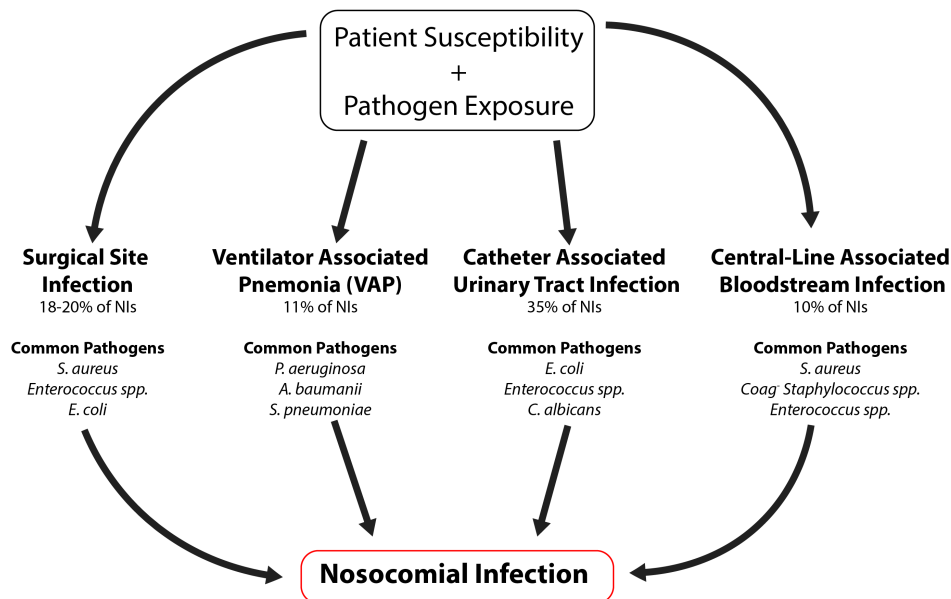 Patient Susceptibility
+
Pathogen Exposure
Surgical Site
Infection
18-20% of NIs
Common Pathogens
S. aureus
Enterococcus spp.
E. coli
Ventilator Associated
Pnemonia (VAP)
11% of NIs
Common Pathogens
P. aeruginosa
A. baumanii
S. pneumoniae
Catheter Associated
Urinary Tract Infection
35% of NIs
Common Pathogens
E. coli
Enterococcus spp.
C. albicans
Central-Line Associated
Bloodstream Infection
10% of NIs
Common Pathogens
S. aureus
Coag⁻ Staphylococcus spp.
Enterococcus spp.
Nosocomial Infection